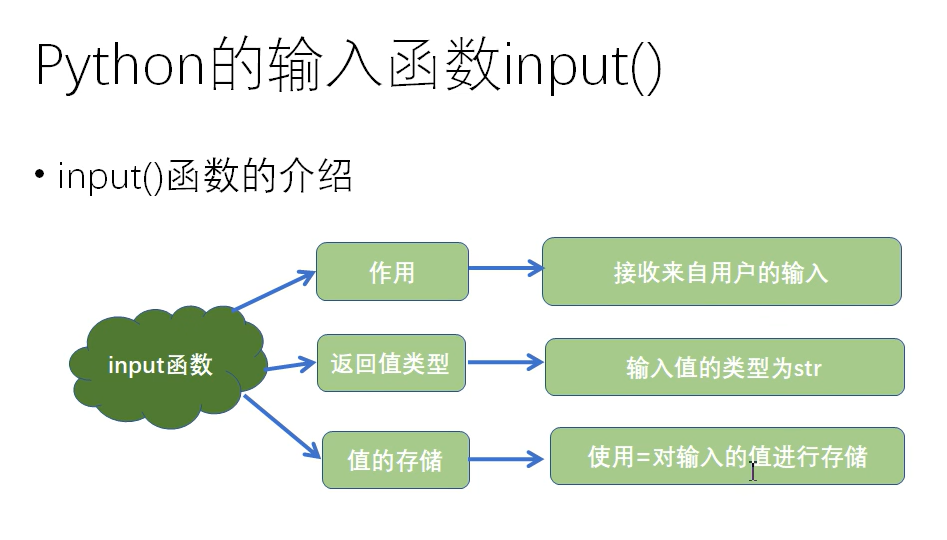 Python的输入函数input()
• input()函数的介绍
作用
接收来自用户的输入
input函数
返回值类型
输入值的类型为str
值的存储
使用=对输入的值进行存储